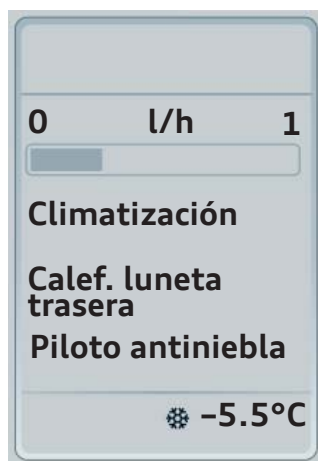 0 l/h 1
Climatización
Calef. luneta
trasera
Piloto antiniebla
-5.5°C